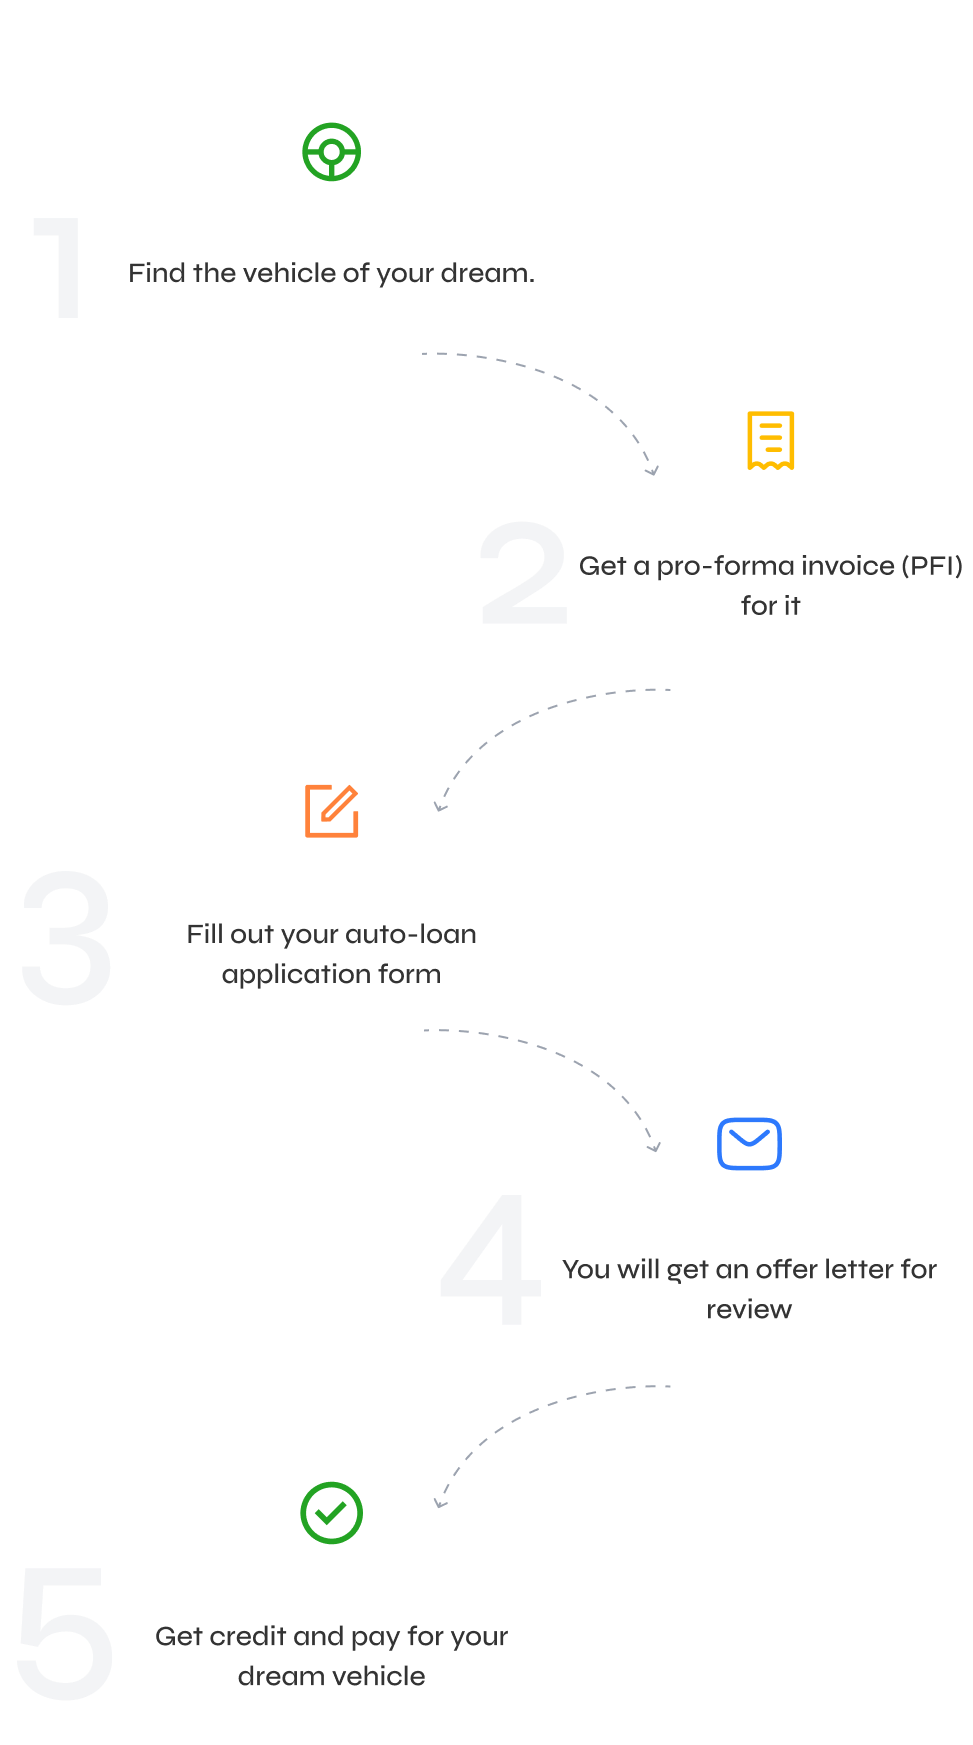 1
Find the vehicle of your dream.
2
Get a pro-forma invoice (PFI)
for it
3
Fill out your auto-loan
application form
4
You will get an offer letter for
review
5
Get credit and pay for your
dream vehicle